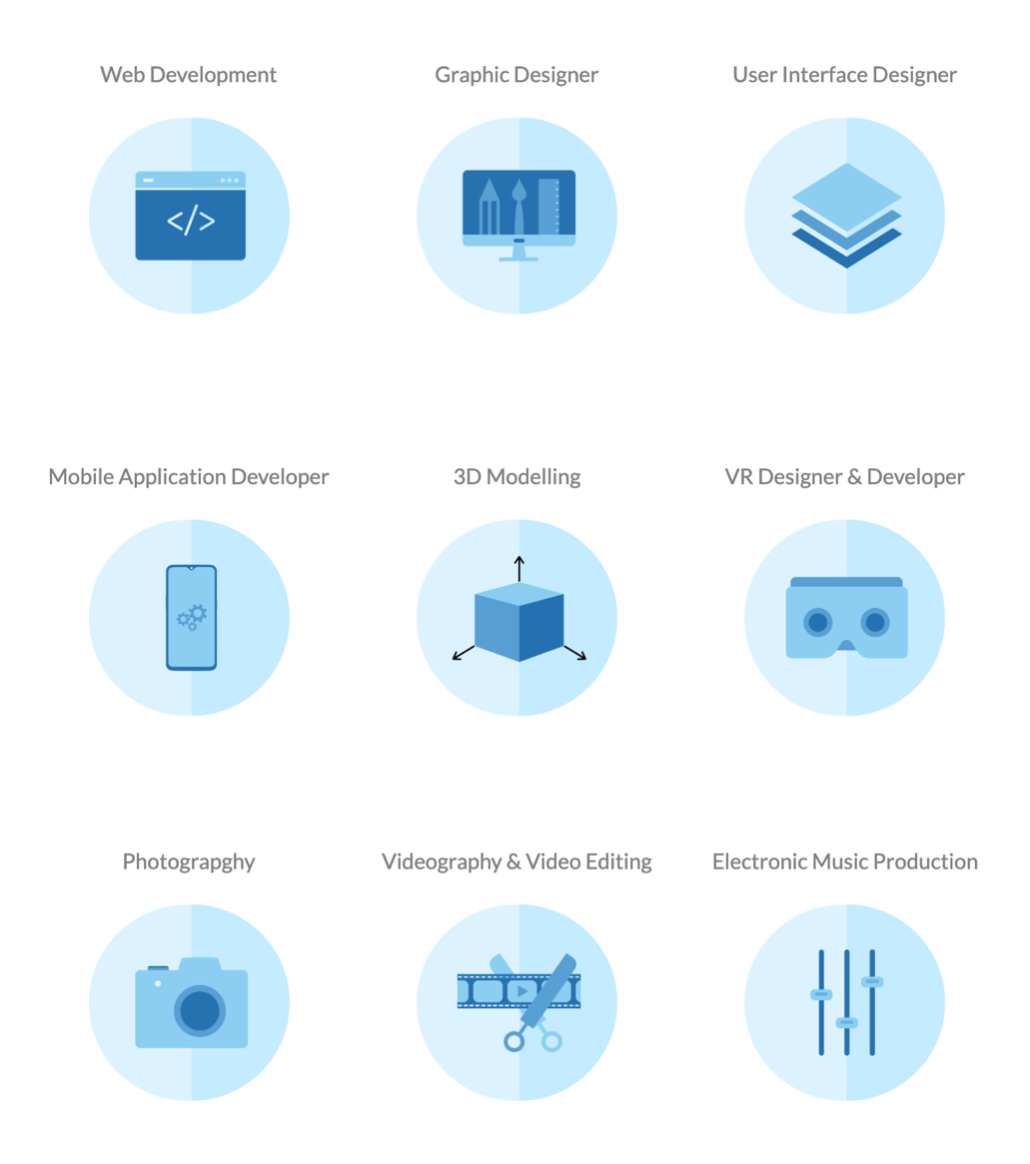 Web Development
Graphic Designer
User Interface Designer
</>
Mobile Application Developer
3D Modelling
VR Designer & Developer
Photograpghy
Videography & Video Editing
Electronic Music Production